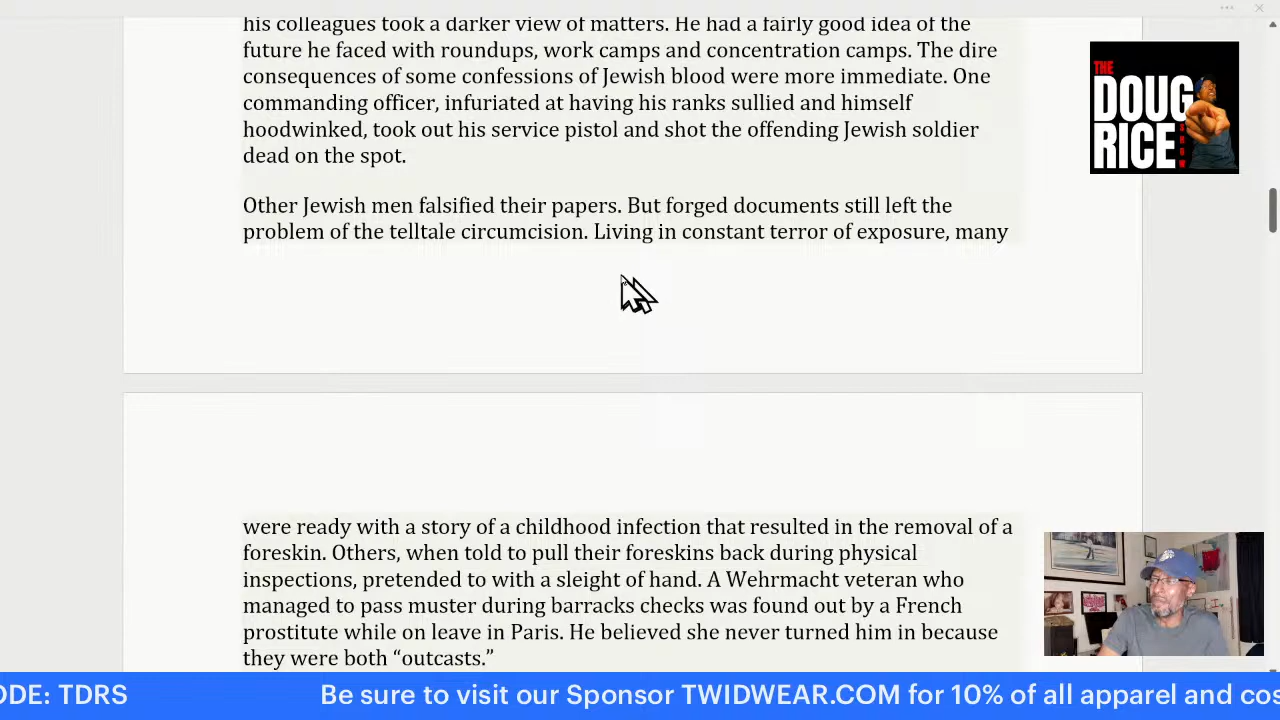 his colleagues took a darker view of matters. He had a fairly good idea of the
future he faced with roundups, work camps and concentration camps. The dire
consequences of some confessions of Jewish blood were more immediate. One
commanding officer, infuriated at having his ranks sullied and himself
hoodwinked, took out his service pistol and shot the offending Jewish soldier
dead on the spot.
Other Jewish men falsified their papers. But forged documents still left the
problem of the telltale circumcision. Living in constant terror of exposure, many
were ready with a story of a childhood infection that resulted in the removal of a
foreskin. Others, when told to pull their foreskins back during physical
inspections, pretended to with a sleight of hand. A Wehrmacht veteran who
managed to pass muster during barracks checks was found out by a French
prostitute while on leave in Paris. He believed she never turned him in because
they were both “outcasts.”
THE
DOUG
RICE
SHOW
ODE: TDRS Be sure to visit our Sponsor TWIDWEAR.COM for 10% of all apparel and cos